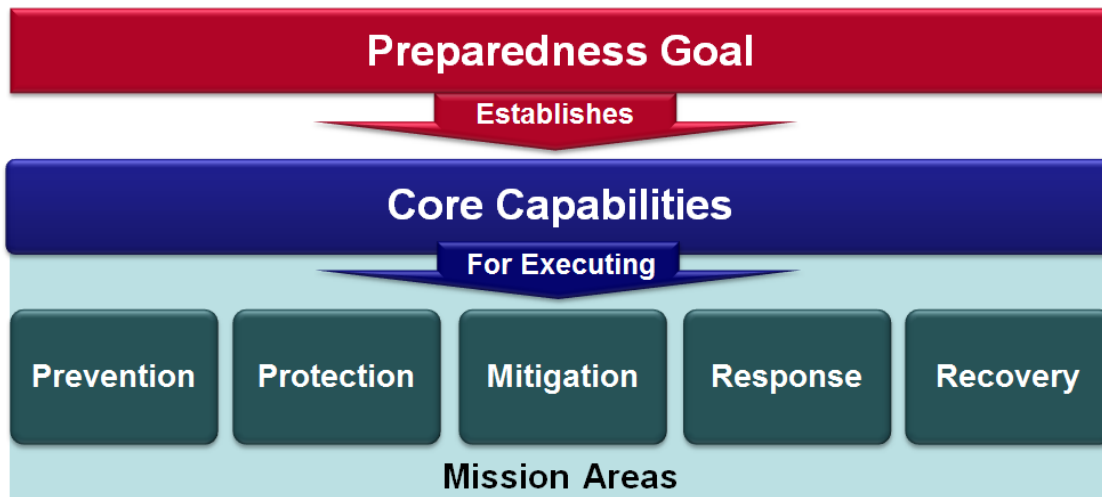 Preparedness Goal
Establishes
Core Capabilities
For Executing
Prevention
Protection
Mitigation
Response
Recovery
Mission Areas